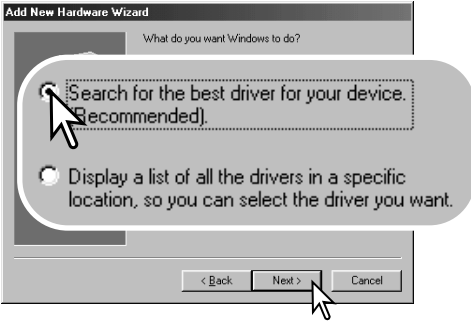 Add New Hardware Wizard
What do you want Windows to do?
Search for the best driver for your device.
(Recommended).
Display a list of all the drivers in a specific
location, so you can select the driver you want.
< Back Next > Cancel